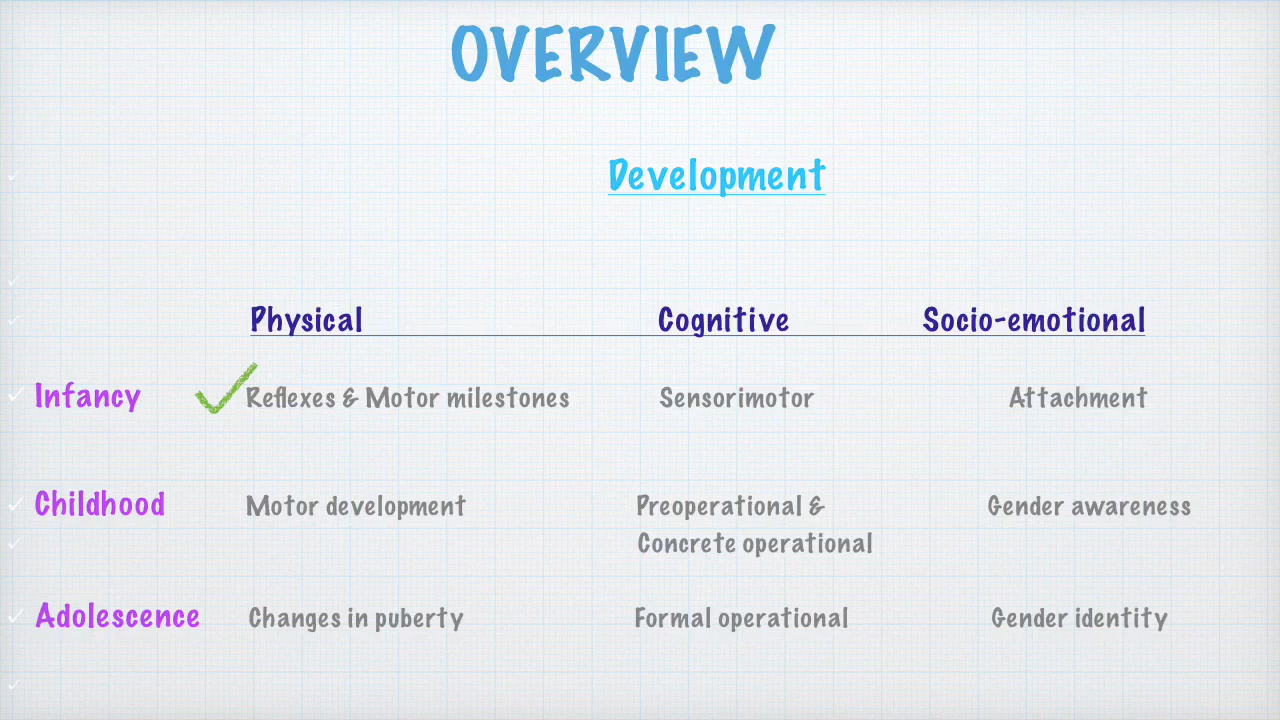 OVERVIEW
Development
Physical Cognitive Socio-emotional
Infancy Reflexes & Motor milestones Sensorimotor Attachment
Childhood Motor development Preoperational & Gender awareness
Concrete operational
Adolescence Changes in puberty Formal operational Gender identity